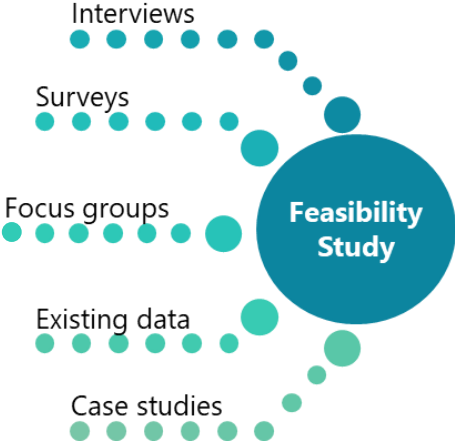 Interviews
Surveys
Focus groups
Feasibility
Study
Existing data
Case studies